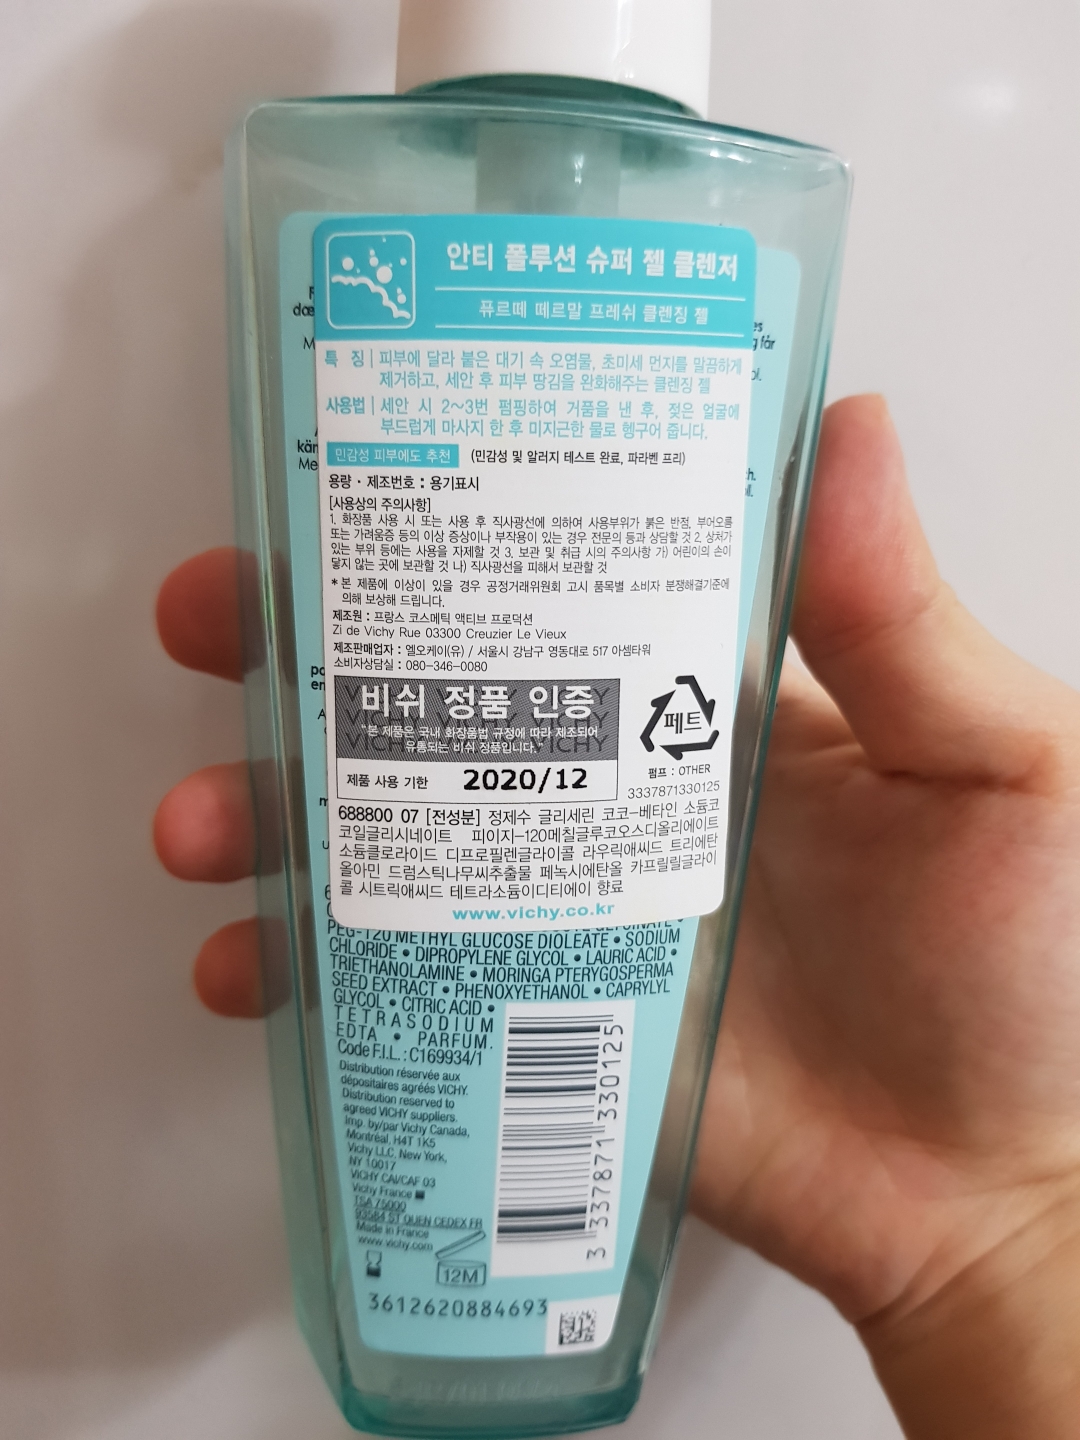 안티 폴루션 슈퍼 젤 클렌저
퓨르떼 떼르말 프레쉬 클렌징 젤
특 징 | 피부에 달라 붙은 대기 속 오염물, 초미세 먼지를 말끔하게
제거하고, 세안 후 피부 땅김을 완화해주는 클렌징 젤
사용법 | 세안 시 2~3번 펌핑하여 거품을 낸 후, 젖은 얼굴에
부드럽게 마사지 한 후 미지근한 물로 헹구어 줍니다.
민감성 피부에도 추천 (민감성 및 알러지 테스트 완료, 파라벤 프리)
용량 · 제조번호 : 용기표시
[사용상의 주의사항]
1. 화장품 사용 시 또는 사용 후 직사광선에 의하여 사용부위가 붉은 반점, 부어오름
또는 가려움증 등의 이상 증상이나 부작용이 있는 경우 전문의 등과 상담할 것 2. 상처가
있는 부위 등에는 사용을 자제할 것 3. 보관 및 취급 시의 주의사항 가) 어린이의 손이
닿지 않는 곳에 보관할 것 나) 직사광선을 피해서 보관할 것
* 본 제품에 이상이 있을 경우 공정거래위원회 고시 품목별 소비자 분쟁해결기준에
의해 보상해 드립니다.
제조원 : 프랑스 코스메틱 액티브 프로덕션
Zi de Vichy Rue 03300 Creuzier Le Vieux
제조판매업자 : 엘오케이(유) / 서울시 강남구 영동대로 517 아셈타워
소비자상담실 : 080-346-0080
비쉬 정품 인증
"본 제품은 국내 화장품법 규정에 따라 제조되어
유통되는 비쉬 정품입니다."
제품 사용 기한 2020/12
페트
펌프 : OTHER
3337871330125
688800 07 [전성분] 정제수 글리세린 코코-베타인 소듐코
코일글리시네이트 피이지-120메칠글루코오스디올리에이트
소듐클로라이드 디프로필렌글라이콜 라우릭애씨드 트리에탄
올아민 드럼스틱나무씨추출물 페녹시에탄올 카프릴릴글라이
콜 시트릭애씨드 테트라소듐이디티에이 향료
www.vichy.co.kr
PEG-120 METHYL GLUCOSE DIOLEATE • SODIUM
CHLORIDE • DIPROPYLENE GLYCOL • LAURIC ACID •
TRIETHANOLAMINE • MORINGA PTERYGOSPERMA
SEED EXTRACT • PHENOXYETHANOL • CAPRYLYL
GLYCOL • CITRIC ACID •
TETRASODIUM
EDTA • PARFUM.
Code F.I.L. : C169934/1
Distribution réservée aux
dépositaires agréés VICHY.
Distribution reserved to
agreed VICHY suppliers.
Imp. by/par Vichy Canada,
Montréal, H4T 1K5
Vichy LLC, New York,
NY 10017
VICHY CAI/CAF 03
Vichy France
TSA 75000
93584 ST OUEN CEDEX FR
Made in France
www.vichy.com
12M
3 337871 330125
3612620884693